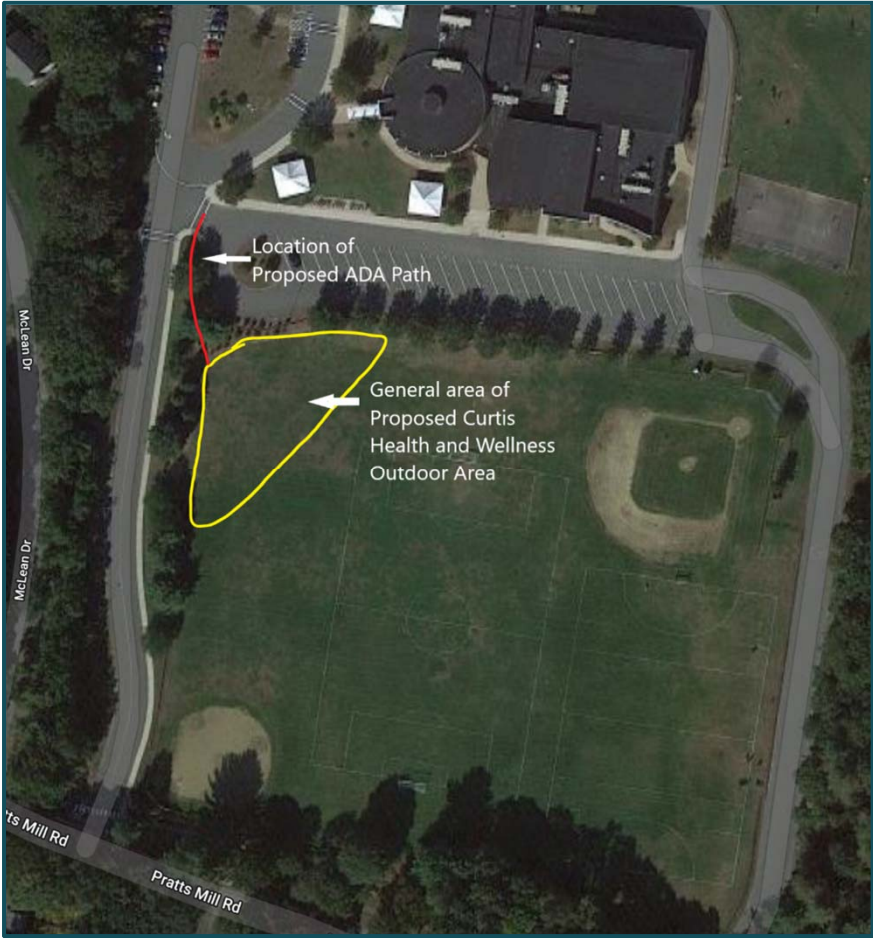 Location of
Proposed ADA Path
McLean Dr
General area of
Proposed Curtis
Health and Wellness
Outdoor Area
McLean Dr
ts Mill Rd
Pratts Mill Rd